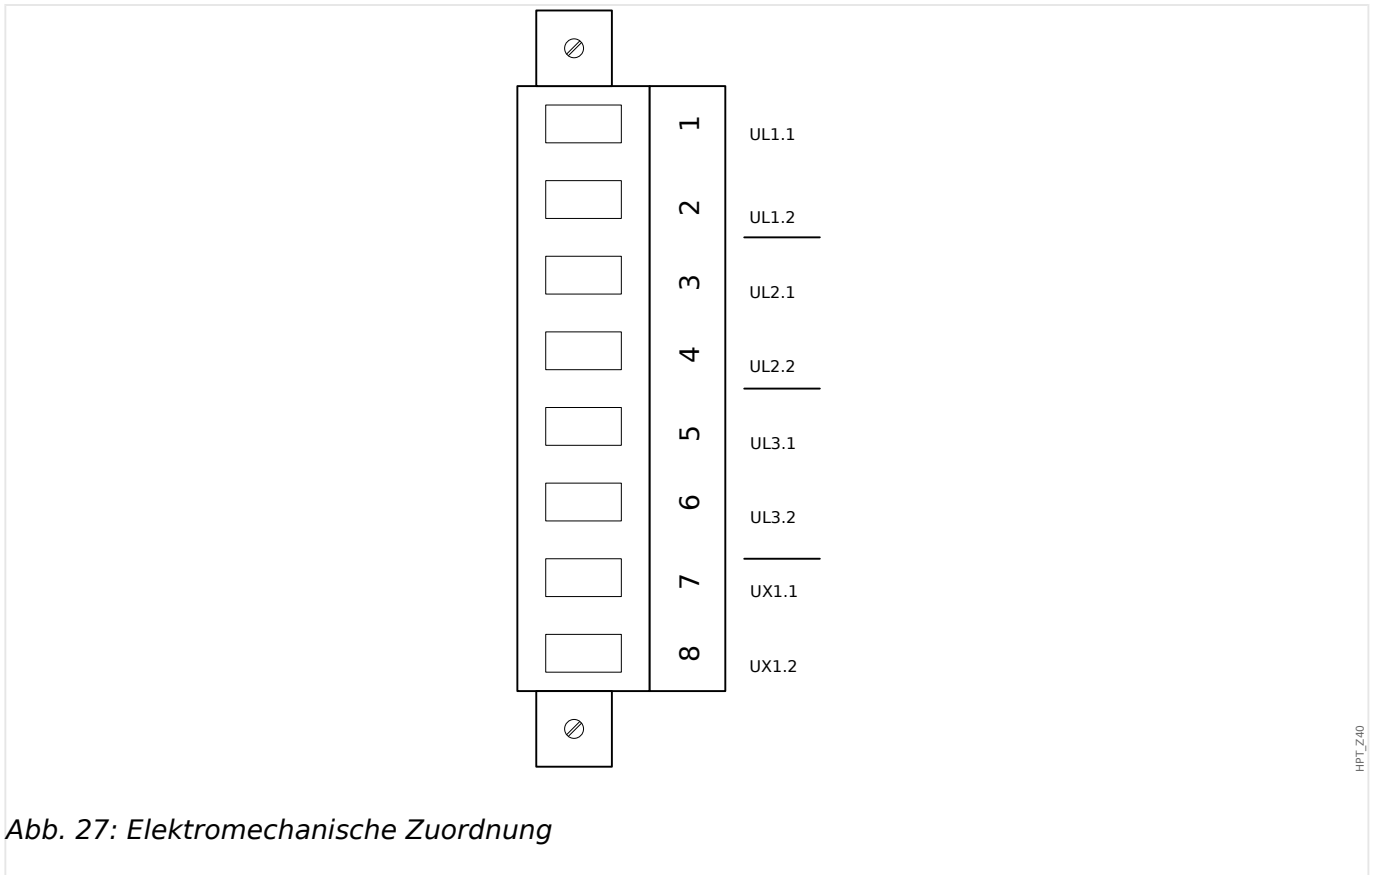 1 UL1.1
2 UL1.2
3 UL2.1
4 UL2.2
5 UL3.1
6 UL3.2
7 UX1.1
8 UX1.2
HPT_Z40
Abb. 27: Elektromechanische Zuordnung